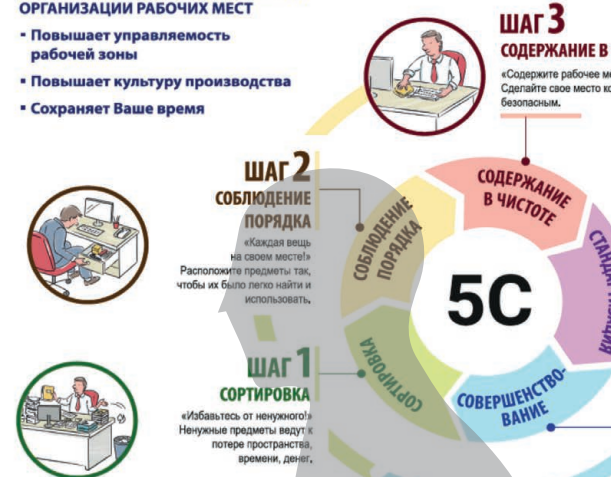 ОРГАНИЗАЦИИ РАБОЧИХ МЕСТ
▪ Повышает управляемость
рабочей зоны
▪ Повышает культуру производства
▪ Сохраняет Ваше время
ШАГ 3
СОДЕРЖАНИЕ В
«Содержите рабочее
Сделайте свое место
безопасным.
ШАГ 2
СОБЛЮДЕНИЕ
ПОРЯДКА
«Каждая вещь
на своем месте!»
Расположите предметы так,
чтобы их было легко найти и
использовать.
ШАГ 1
СОРТИРОВКА
«Избавьтесь от ненужного!»
Ненужные предметы ведут к
потере пространства,
времени, денег.
СОДЕРЖАНИЕ
В ЧИСТОТЕ
СОБЛЮДЕНИЕ
ПОРЯДКА
5С
СОРТИРОВКА
СОВЕРШЕНСТВО-
ВАНИЕ